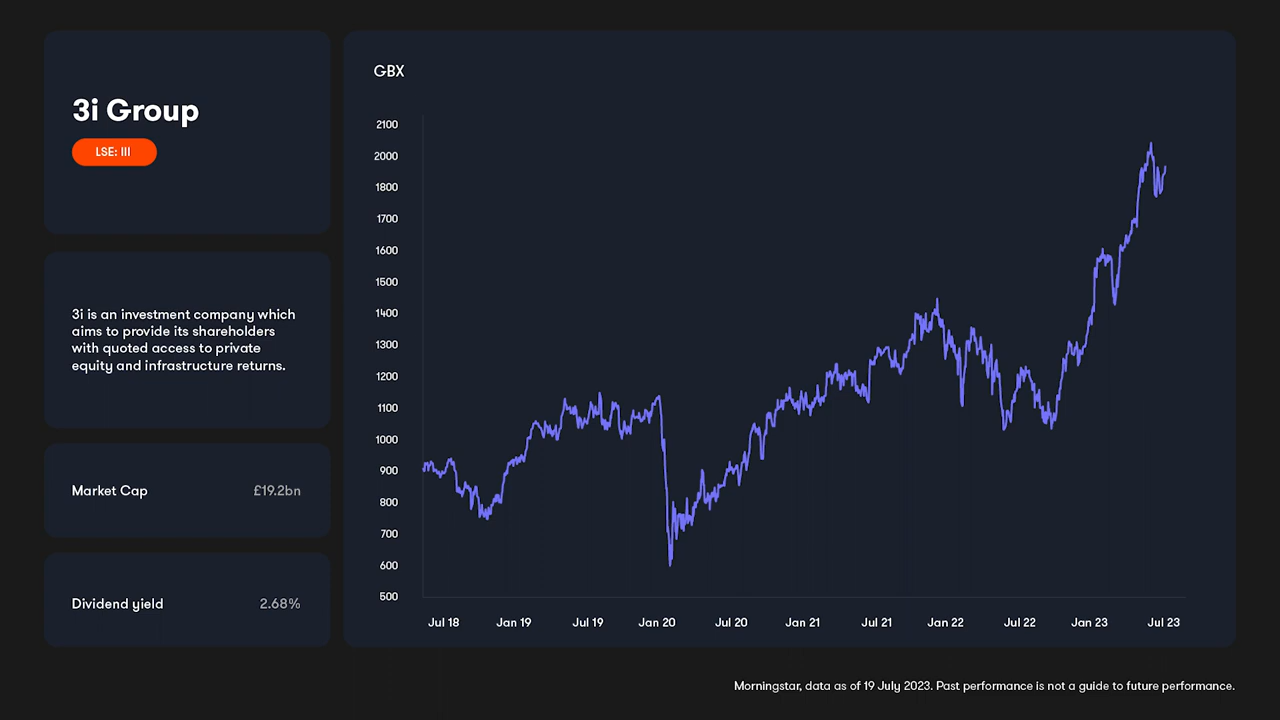 3i Group
LSE: III
3i is an investment company which
aims to provide its shareholders
with quoted access to private
equity and infrastructure returns.
Market Cap £19.2bn
Dividend yield 2.68%
GBX
2100
2000
1800
1700
1600
1500
1400
1300
1200
1100
1000
900
800
700
600
500
Jul 18 Jan 19 Jul 19 Jan 20 Jul 20 Jan 21 Jul 21 Jan 22 Jul 22 Jan 23 Jul 23
Morningstar, data as of 19 July 2023. Past performance is not a guide to future performance.